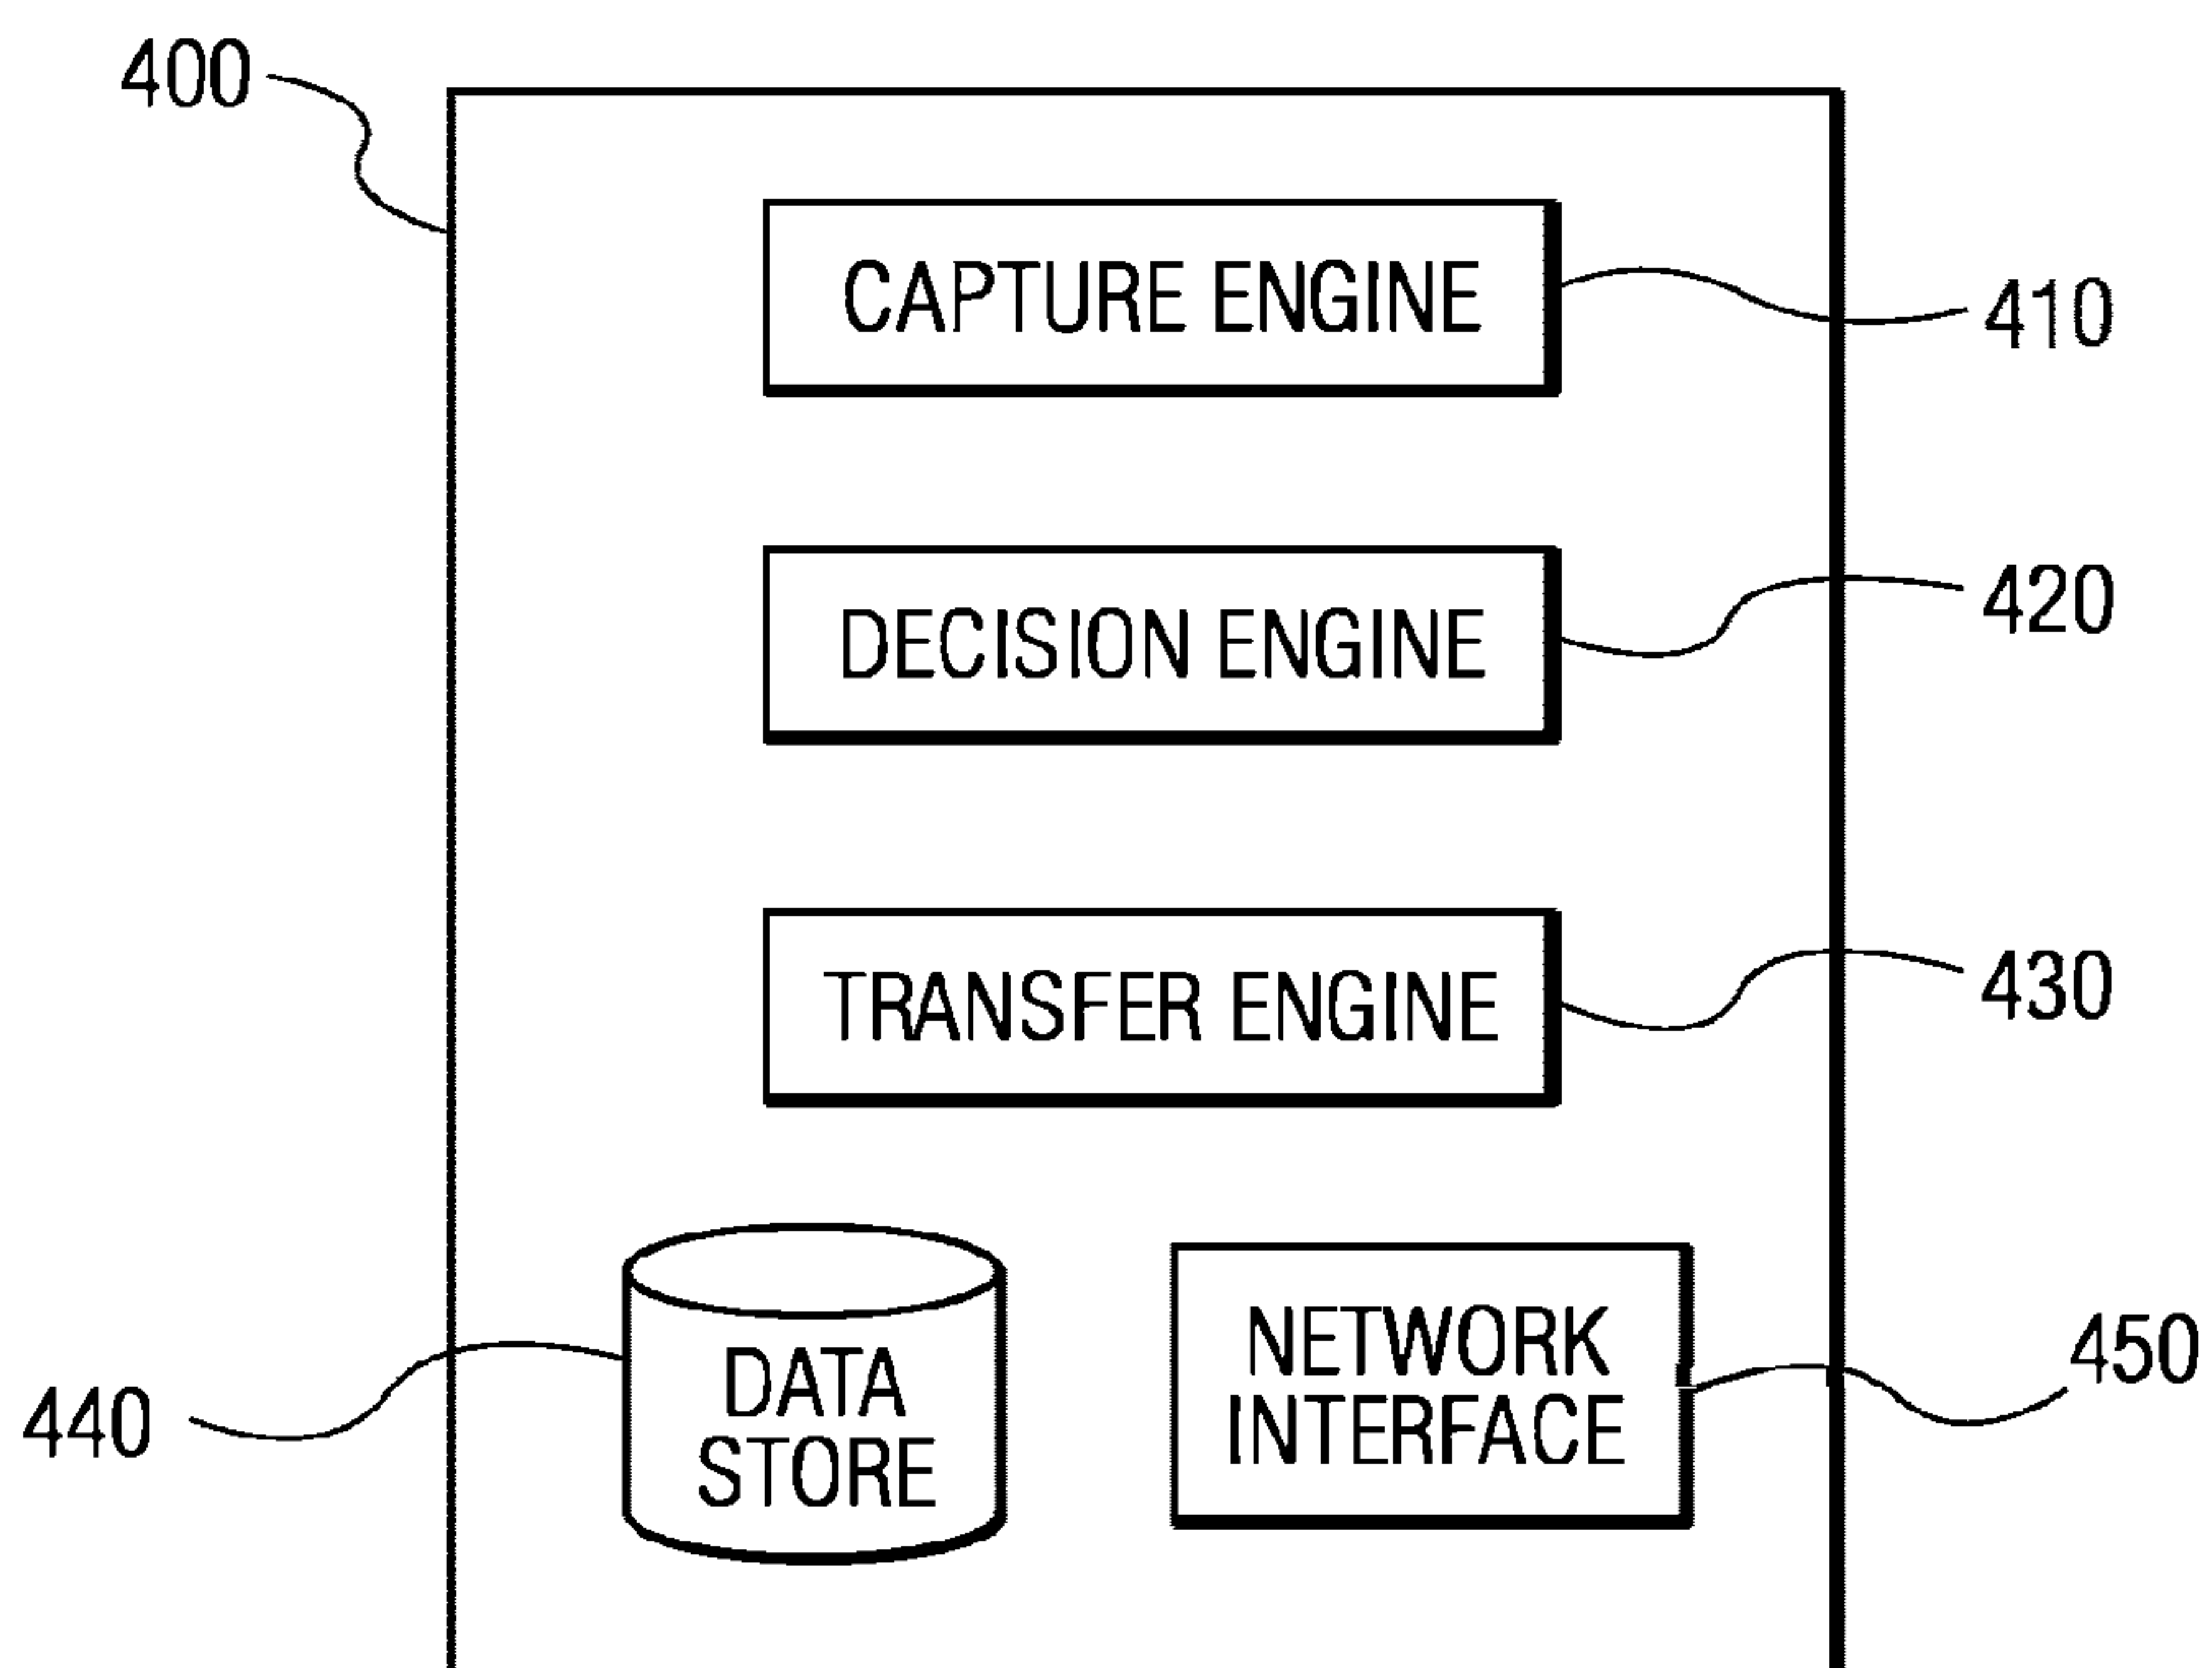 400
CAPTURE ENGINE
410
DECISION ENGINE
420
TRANSFER ENGINE
430
DATA
STORE
440
NETWORK
INTERFACE
450